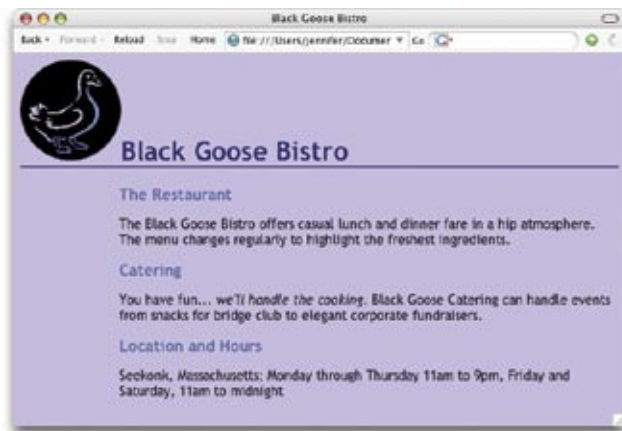 Black Goose Bistro
Back Forward Reload Stop Home file:///Users/jennifer/Documer Go
Black Goose Bistro
The Restaurant
The Black Goose Bistro offers casual lunch and dinner fare in a hip atmosphere.
The menu changes regularly to highlight the freshest ingredients.
Catering
You have fun... we'll handle the cooking. Black Goose Catering can handle events
from snacks for bridge club to elegant corporate fundraisers.
Location and Hours
Seekonk, Massachusetts; Monday through Thursday 11am to 9pm, Friday and
Saturday, 11am to midnight